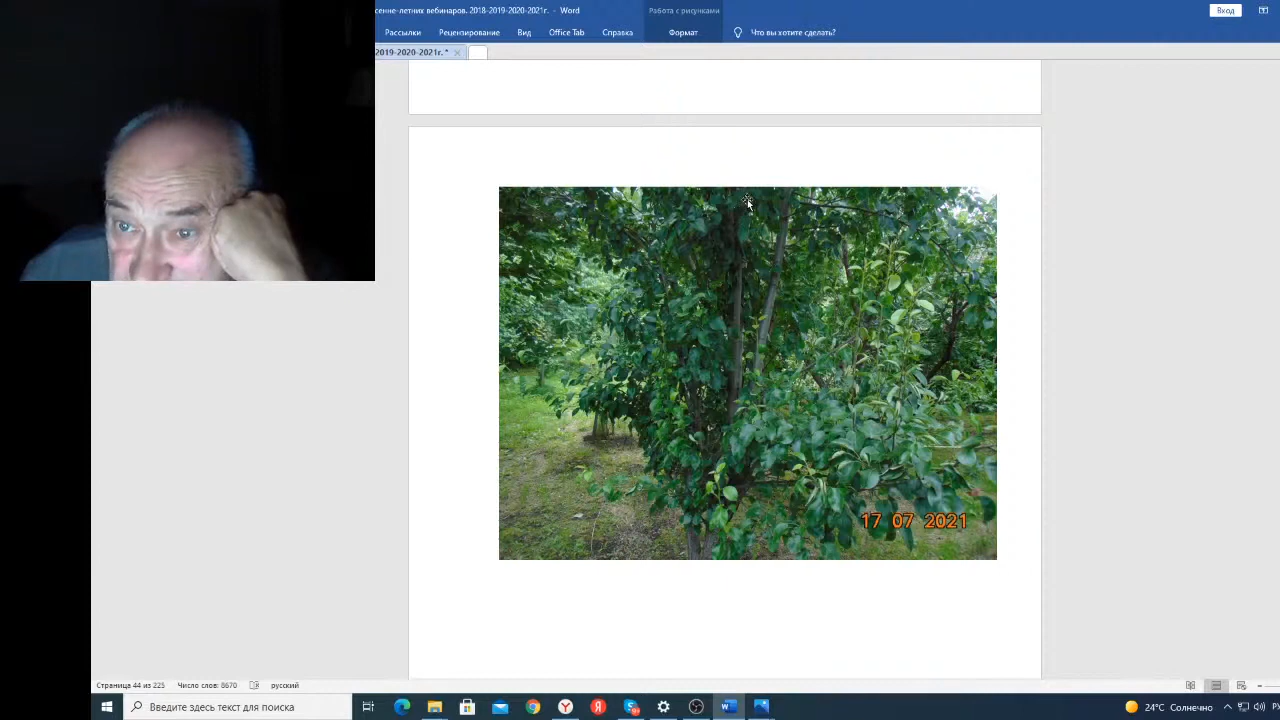 сенне-летних вебинаров. 2018-2019-2020-2021г. - Word
Работа с рисунками
Вход
Рассылки Рецензирование Вид Office Tab Справка Формат Что вы хотите сделать?
2019-2020-2021г. *
17 07 2021
Страница 44 из 225 Число слов: 8670 русский
Введите здесь текст для поиска
24°C Солнечно